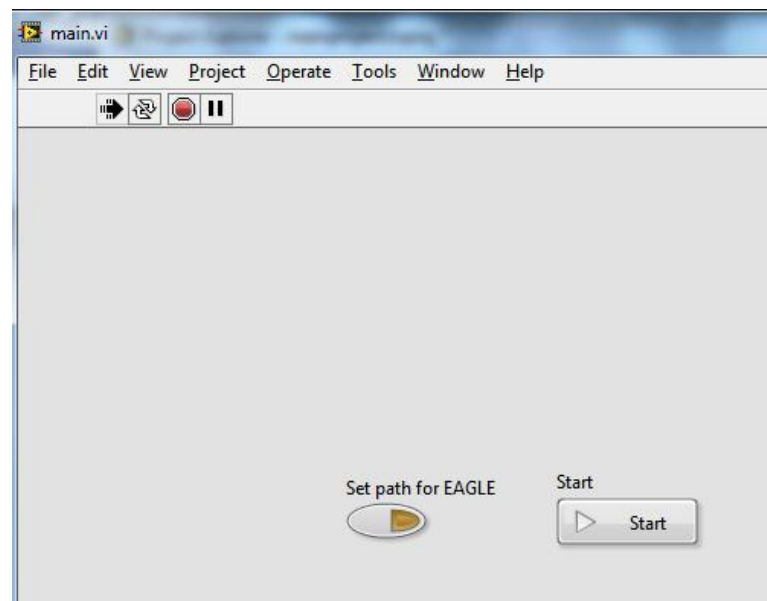 main.vi
File Edit View Project Operate Tools Window Help
Set path for EAGLE
Start
Start